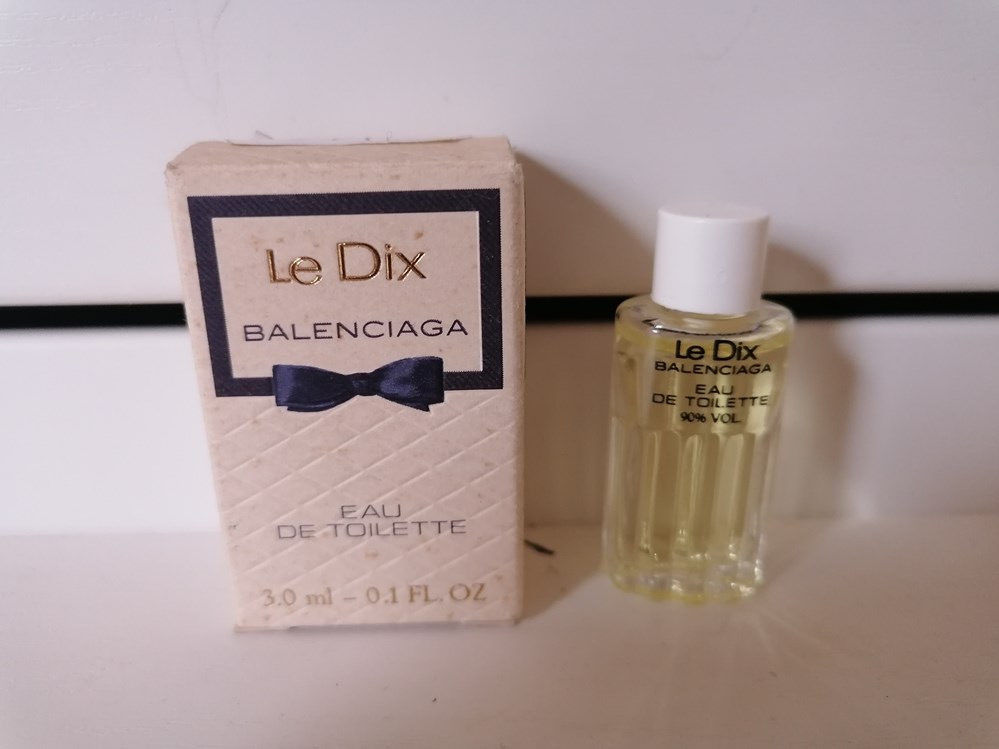 Le Dix
BALENCIAGA
EAU
DE TOILETTE
3.0 ml - 0.1 FL. OZ
Le Dix
BALENCIAGA
EAU
DE TOILETTE
90% VOL.